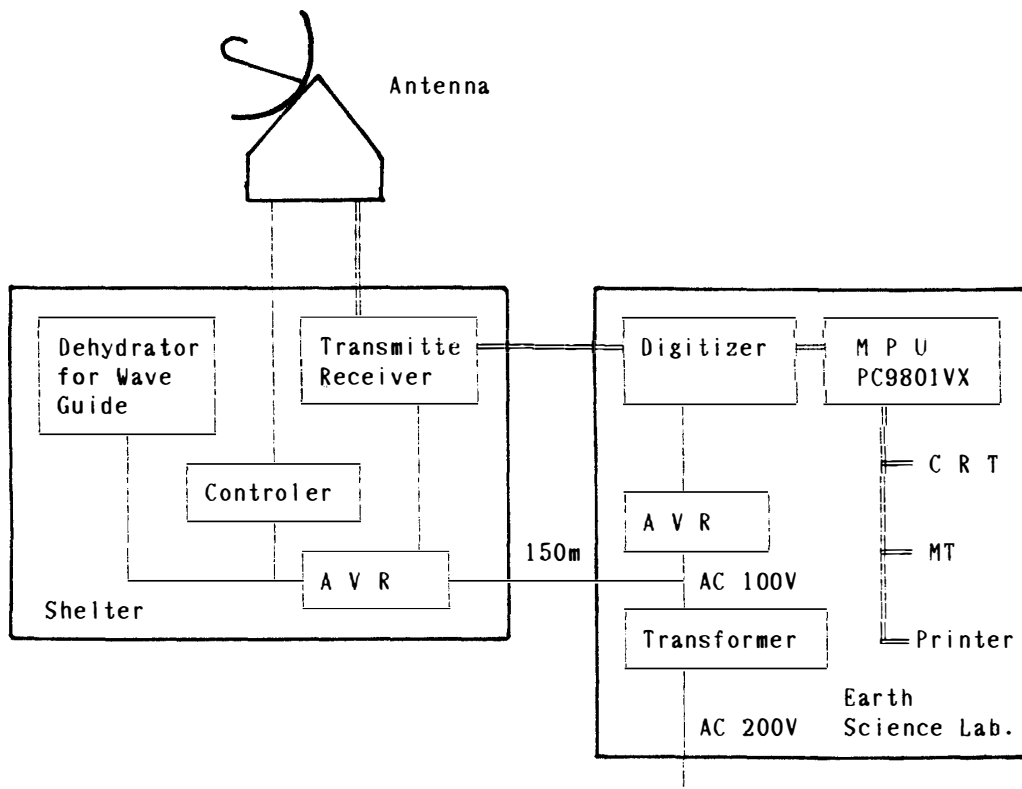 Antenna
Dehydrator
for Wave
Guide
Transmitte
Receiver
Digitizer
M P U
PC9801VX
Controler
C R T
A V R
150m
MT
A V R
AC 100V
Shelter
Transformer
Printer
Earth
Science Lab.
AC 200V